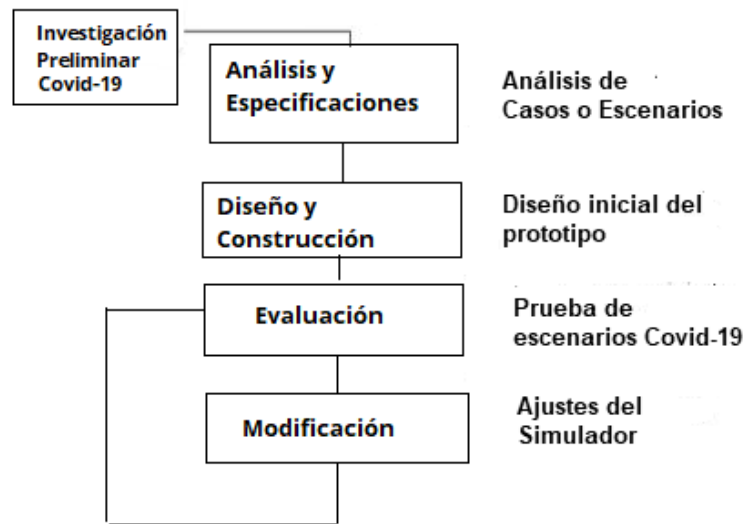 Investigación
Preliminar
Covid-19
Análisis y
Especificaciones
Análisis de
Casos o Escenarios
Diseño y
Construcción
Diseño inicial del
prototipo
Evaluación
Prueba de
escenarios Covid-19
Modificación
Ajustes del
Simulador